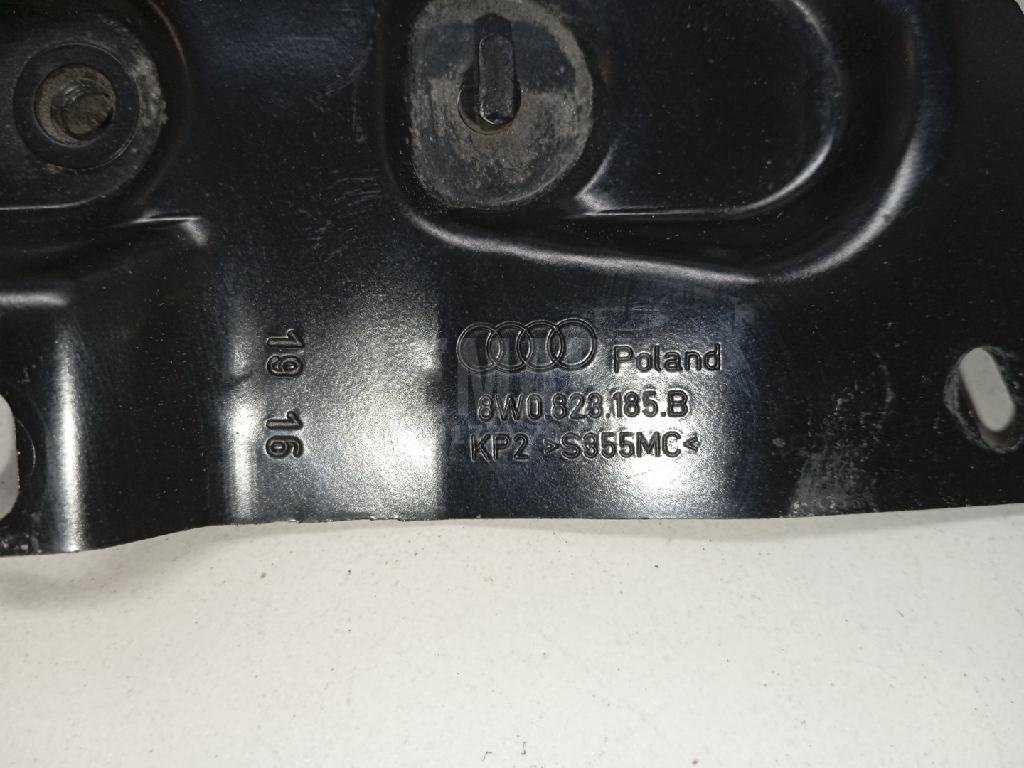 Poland
8W0.823.185.B
KP2 >S355MC<
19 16